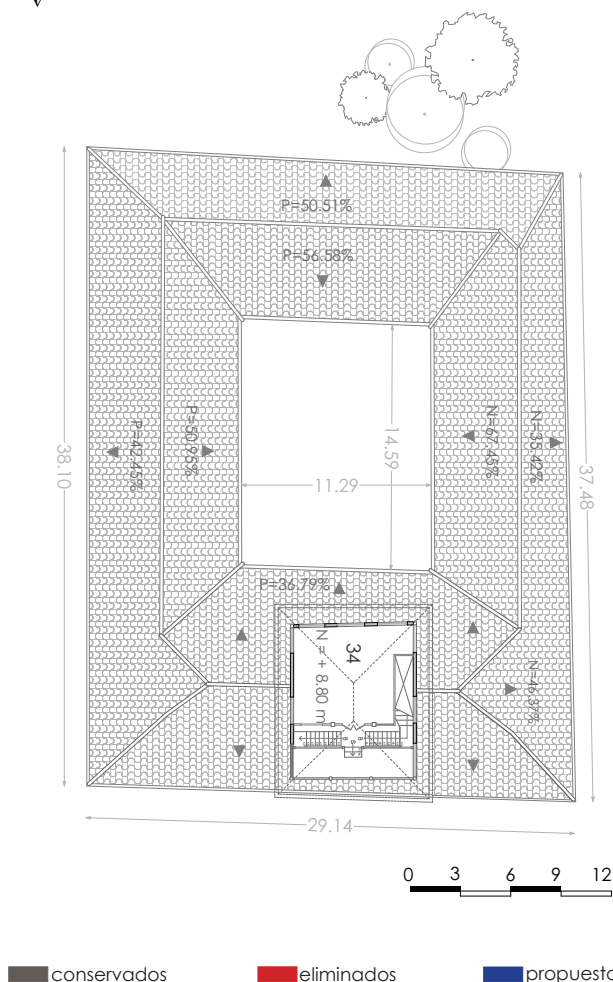 P=50.51%
P=56.58%
38.10
P=42.45%
P=50.95%
14.59
11.29
N=67.45%
N=35.42%
37.48
P=36.79%
34
N = + 8.80 m
N=46.37%
29.14
0 3 6 9 12
conservados
eliminados
propuesto